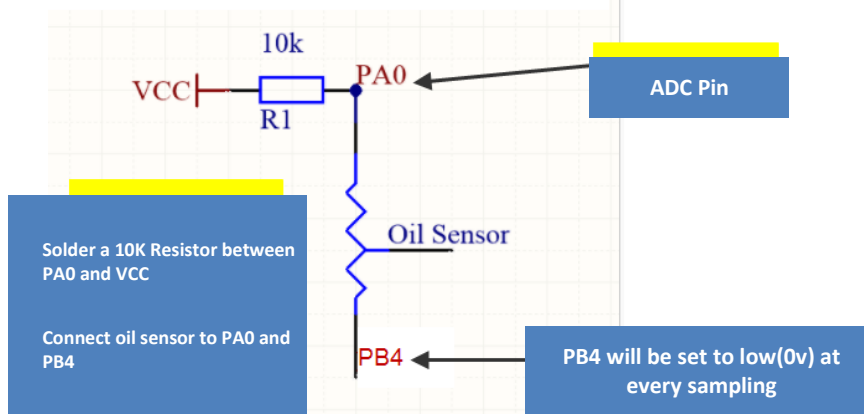 10k
VCC
PA0
R1
ADC Pin
Solder a 10K Resistor between
PA0 and VCC
Connect oil sensor to PA0 and
PB4
Oil Sensor
PB4
PB4 will be set to low(0v) at
every sampling